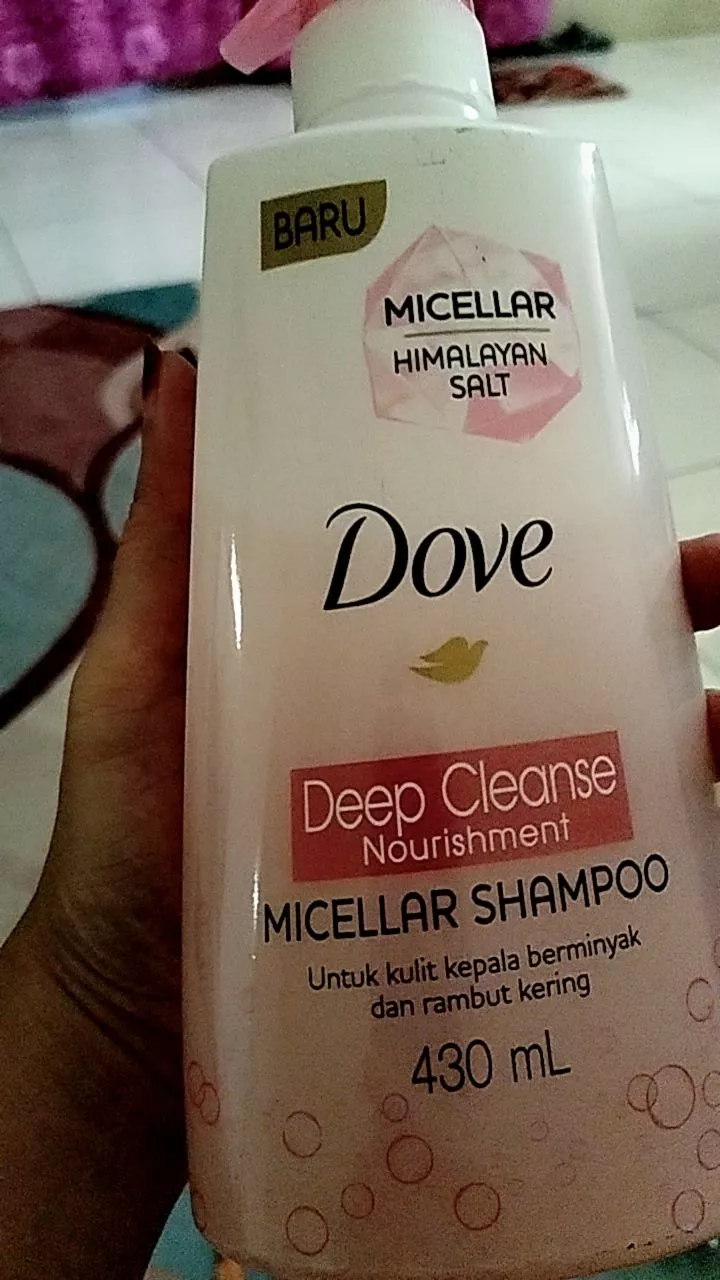 BARU
MICELLAR
HIMALAYAN
SALT
Dove
Deep Cleanse
Nourishment
MICELLAR SHAMPOO
Untuk kulit kepala berminyak
dan rambut kering
430 mL